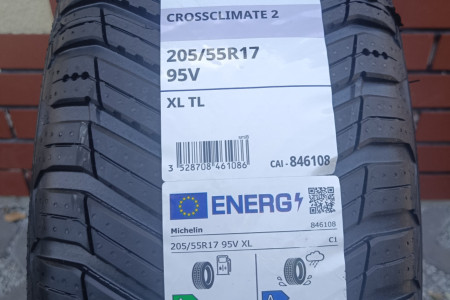 CROSSCLIMATE 2
205/55R17
95V
XL TL
3 528708 461086
CAI - 846108
ENERG
Michelin
846108
205/55R17 95V XL
C1
A